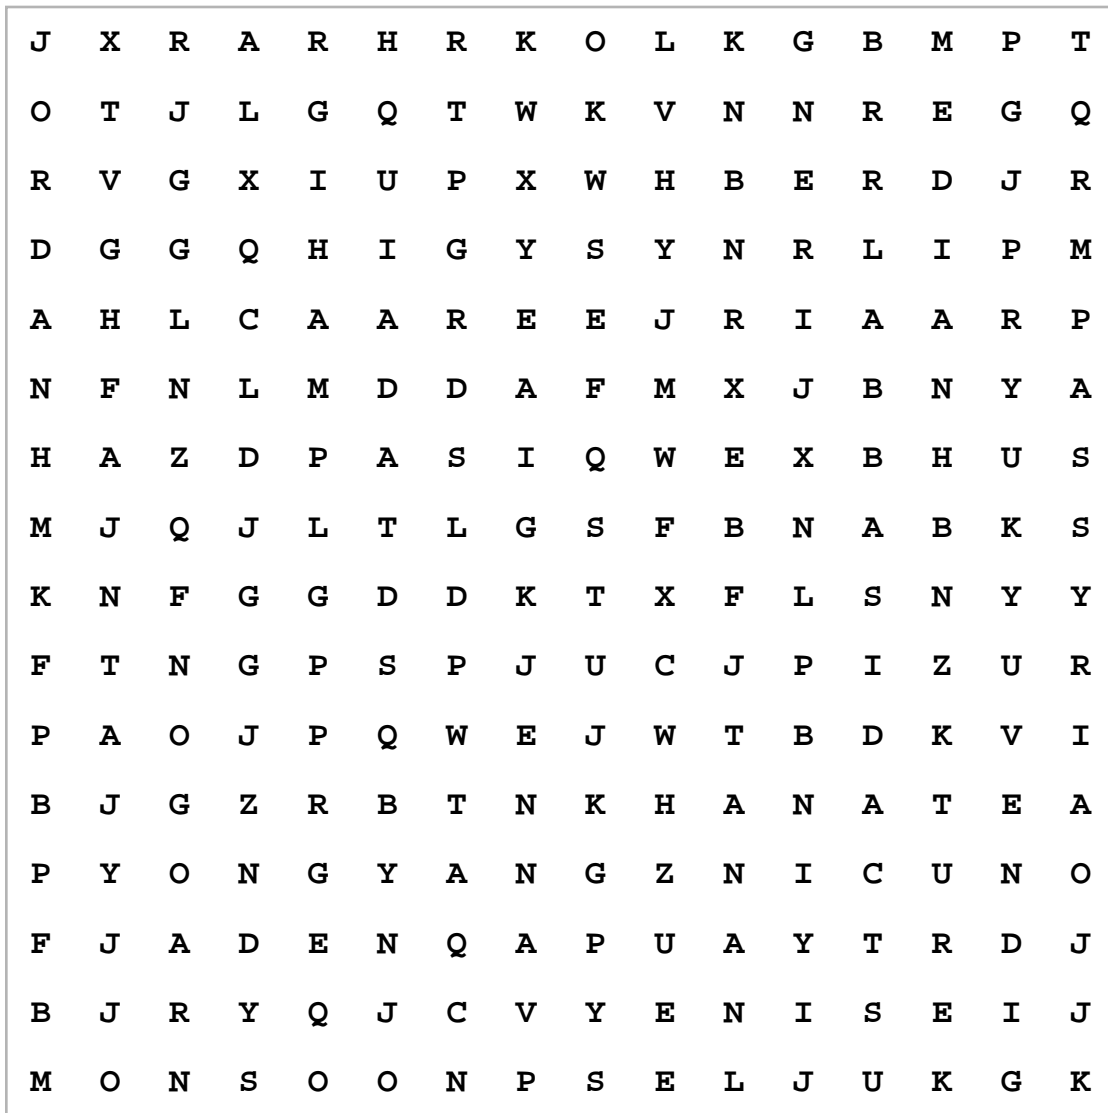 J X R A R H R K O L K G B M P T
O T J L G Q T W K V N N R E G Q
R V G X I U P X W H B E R D J R
D G G Q H I G Y S Y N R L I P M
A H L C A A R E E J R I A A R P
N F N L M D D A F M X J B N Y A
H A Z D P A S I Q W E X B H U S
M J Q J L T L G S F B N A B K S
K N F G G D D K T X F L S N Y Y
F T N G P S P J U C J P I Z U R
P A O J P Q W E J W T B D K V I
B J G Z R B T N K H A N A T E A
P Y O N G Y A N G Z N I C U N O
F J A D E N Q A P U A Y T R D J
B J R Y Q J C V Y E N I S E I J
M O N S O O N P S E L J U K G K